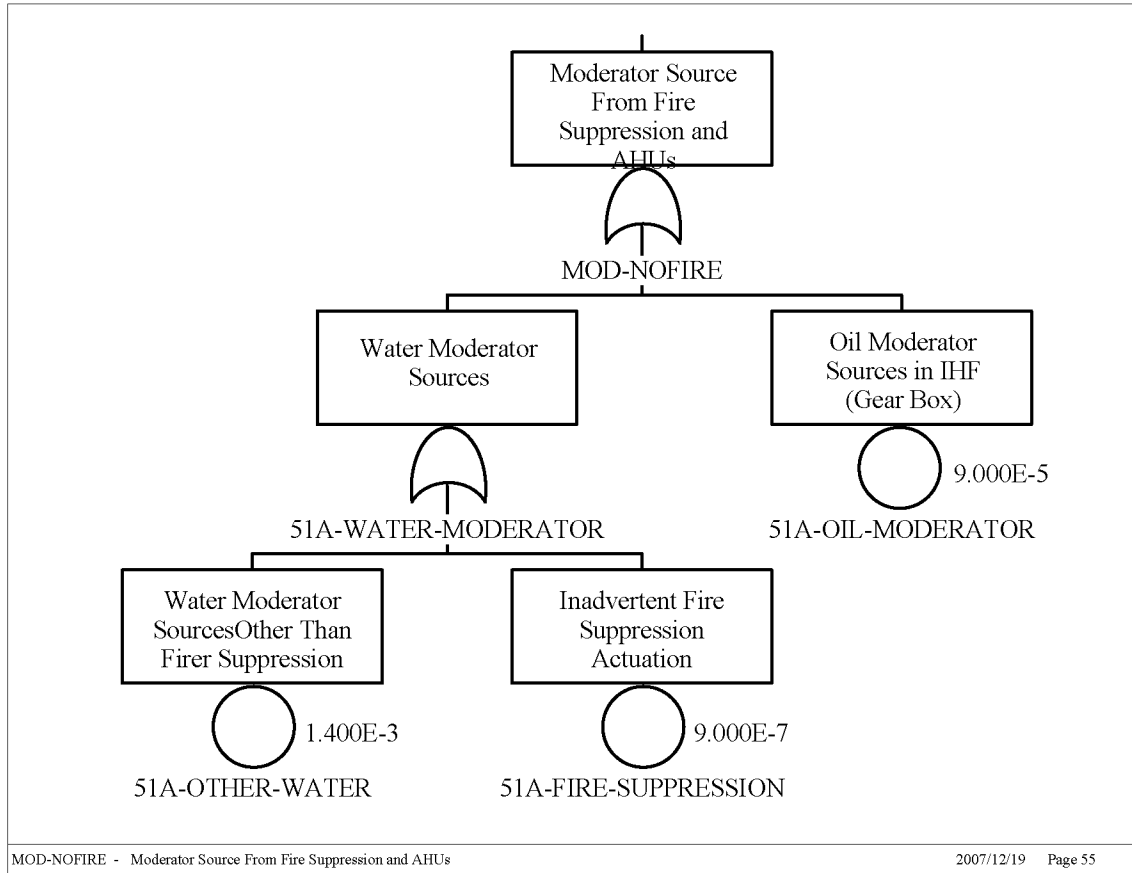 Moderator Source
From Fire
Suppression and
AHUs
MOD-NOFIRE
Water Moderator
Sources
Oil Moderator
Sources in IHF
(Gear Box)
9.000E-5
51A-WATER-MODERATOR
51A-OIL-MODERATOR
Water Moderator
SourcesOther Than
Firer Suppression
Inadvertent Fire
Suppression
Actuation
1.400E-3
9.000E-7
51A-OTHER-WATER
51A-FIRE-SUPPRESSION
MOD-NOFIRE - Moderator Source From Fire Suppression and AHUs
2007/12/19 Page 55